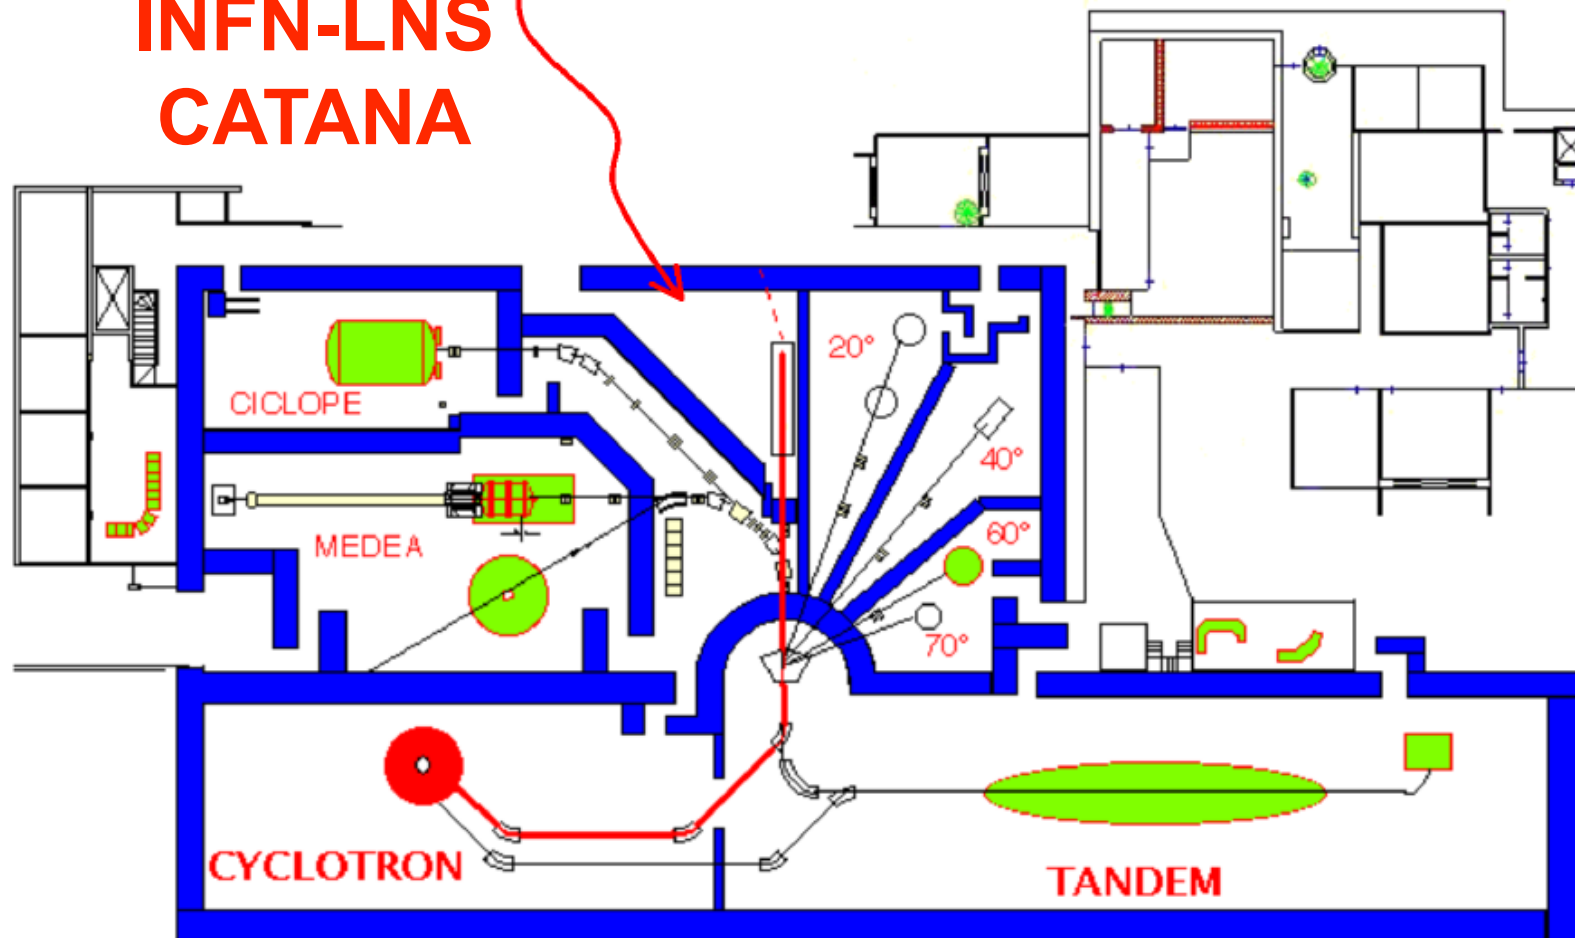 INFN-LNS
CATANA
20°
CICLOPE
40°
60°
MEDEA
70°
CYCLOTRON
TANDEM